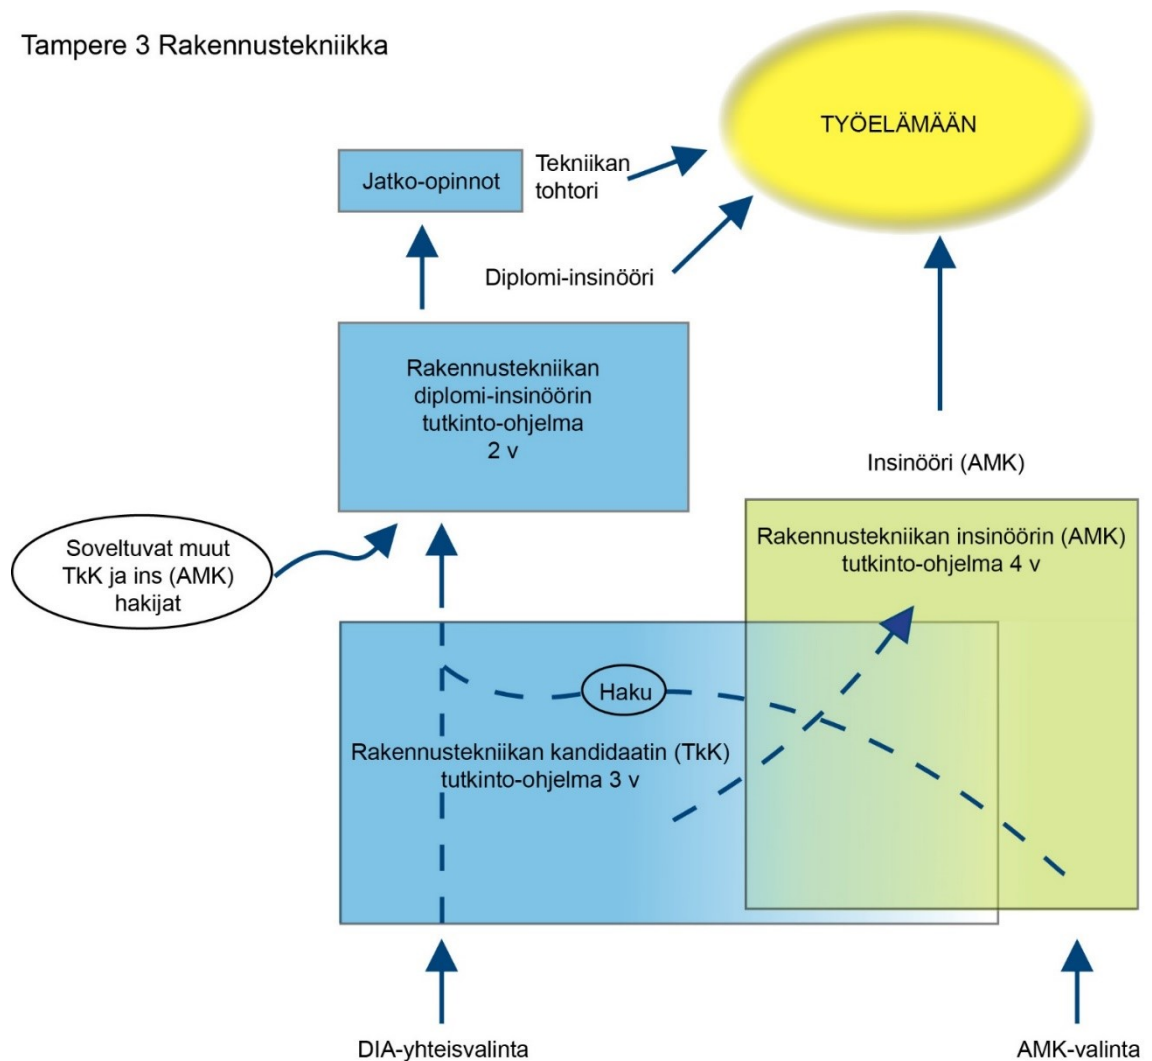 Tampere 3 Rakennustekniikka
TYÖELÄMÄÄN
Jatko-opinnot
Tekniikan
tohtori
Diplomi-insinööri
Rakennustekniikan
diplomi-insinöörin
tutkinto-ohjelma
2 v
Insinööri (AMK)
Soveltuvat muut
TkK ja ins (AMK)
hakijat
Rakennustekniikan insinöörin (AMK)
tutkinto-ohjelma 4 v
Haku
Rakennustekniikan kandidaatin (TkK)
tutkinto-ohjelma 3 v
DIA-yhteisvalinta
AMK-valinta